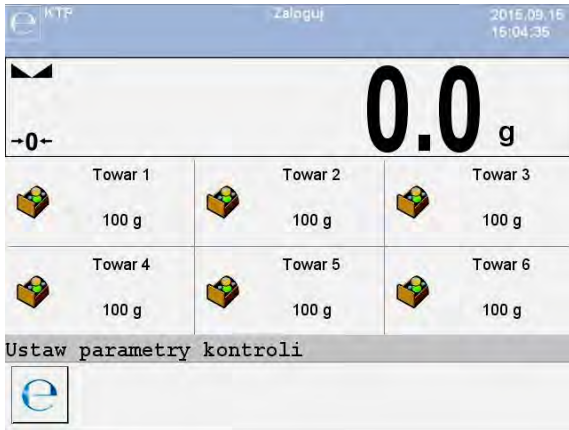 e KTP Zaloguj 2015.09.15
15:04:35
→0← 0.0 g
Towar 1 Towar 2 Towar 3
100 g 100 g 100 g
Towar 4 Towar 5 Towar 6
100 g 100 g 100 g
Ustaw parametry kontroli
e